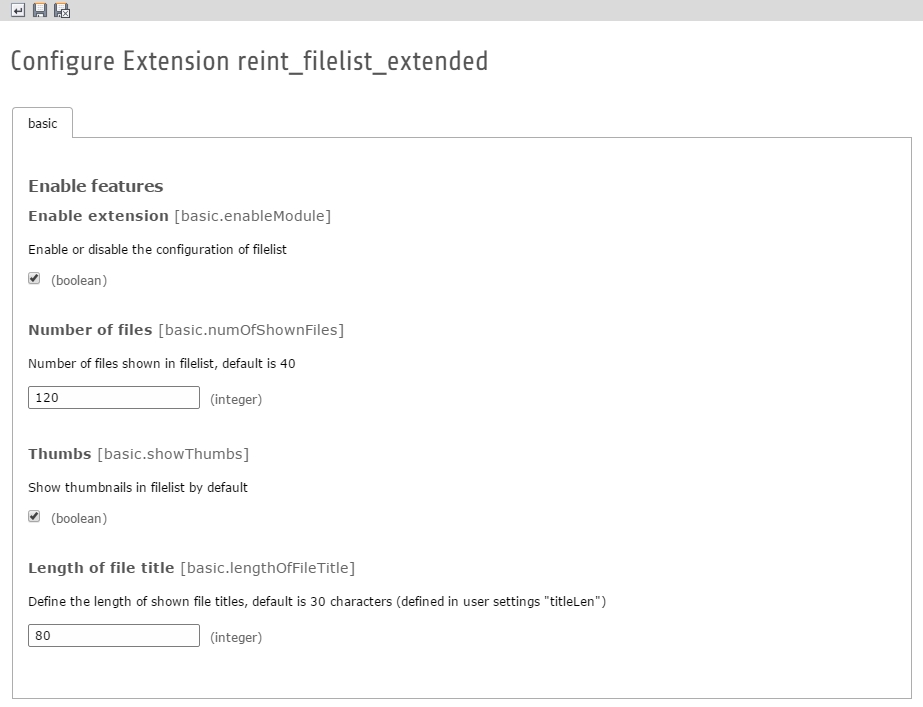 Configure Extension reint_filelist_extended
basic
Enable features
Enable extension [basic.enableModule]
Enable or disable the configuration of filelist
(boolean)
Number of files [basic.numOfShownFiles]
Number of files shown in filelist, default is 40
120 (integer)
Thumbs [basic.showThumbs]
Show thumbnails in filelist by default
(boolean)
Length of file title [basic.lengthOfFileTitle]
Define the length of shown file titles, default is 30 characters (defined in user settings "titleLen")
80 (integer)